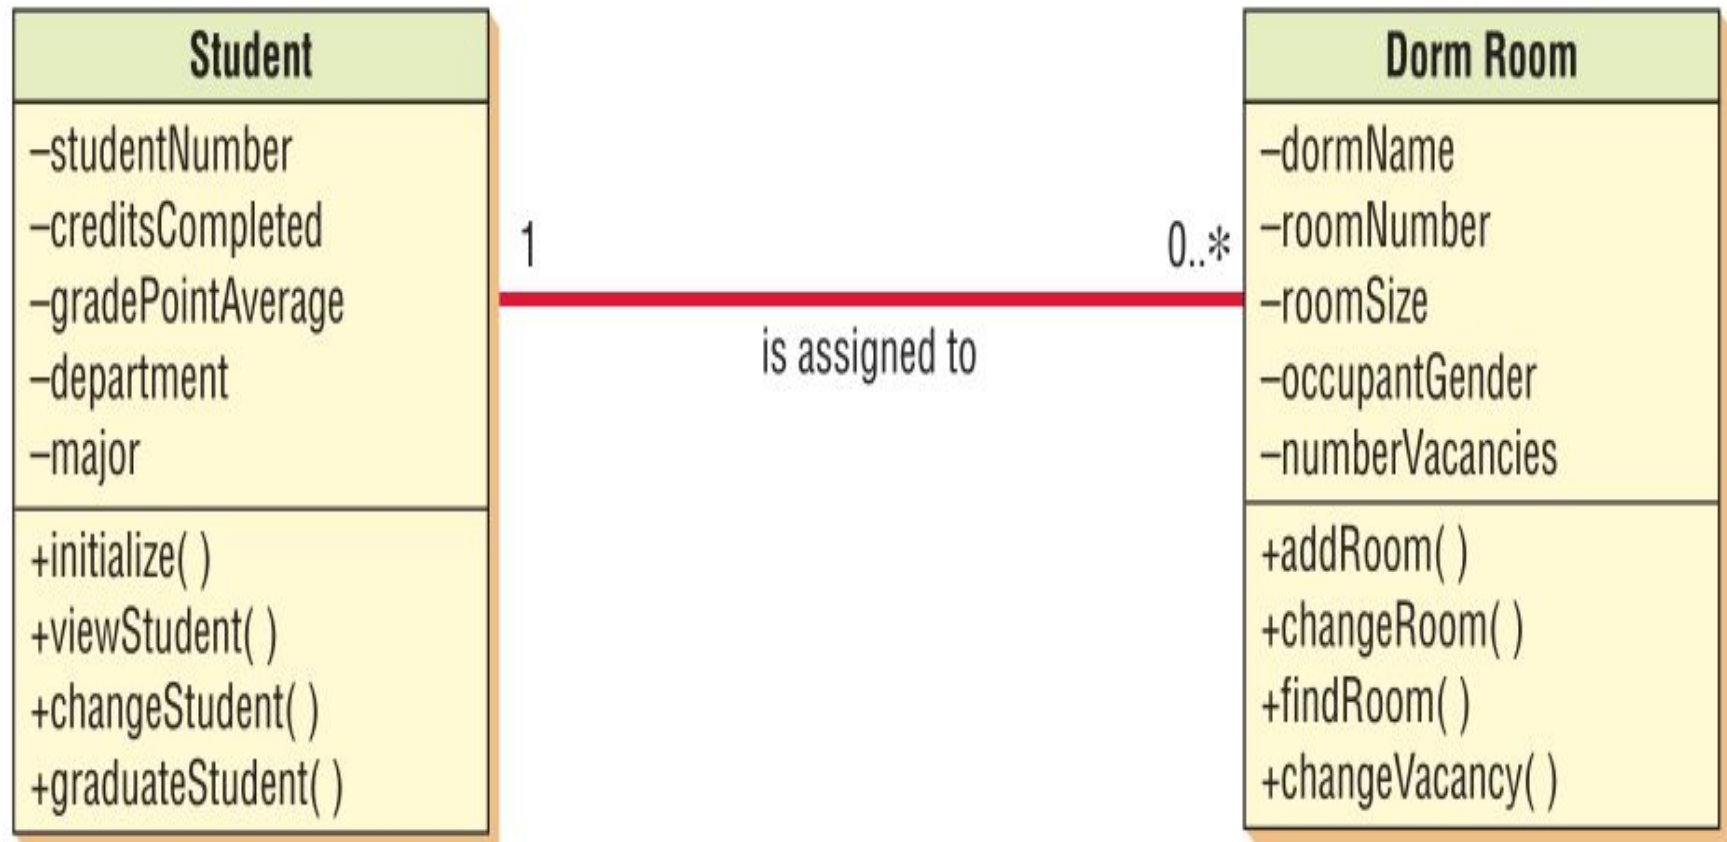 Student
–studentNumber
–creditsCompleted
–gradePointAverage
–department
–major
+initialize( )
+viewStudent( )
+changeStudent( )
+graduateStudent( )
1
0..*
is assigned to
Dorm Room
–dormName
–roomNumber
–roomSize
–occupantGender
–numberVacancies
+addRoom( )
+changeRoom( )
+findRoom( )
+changeVacancy( )